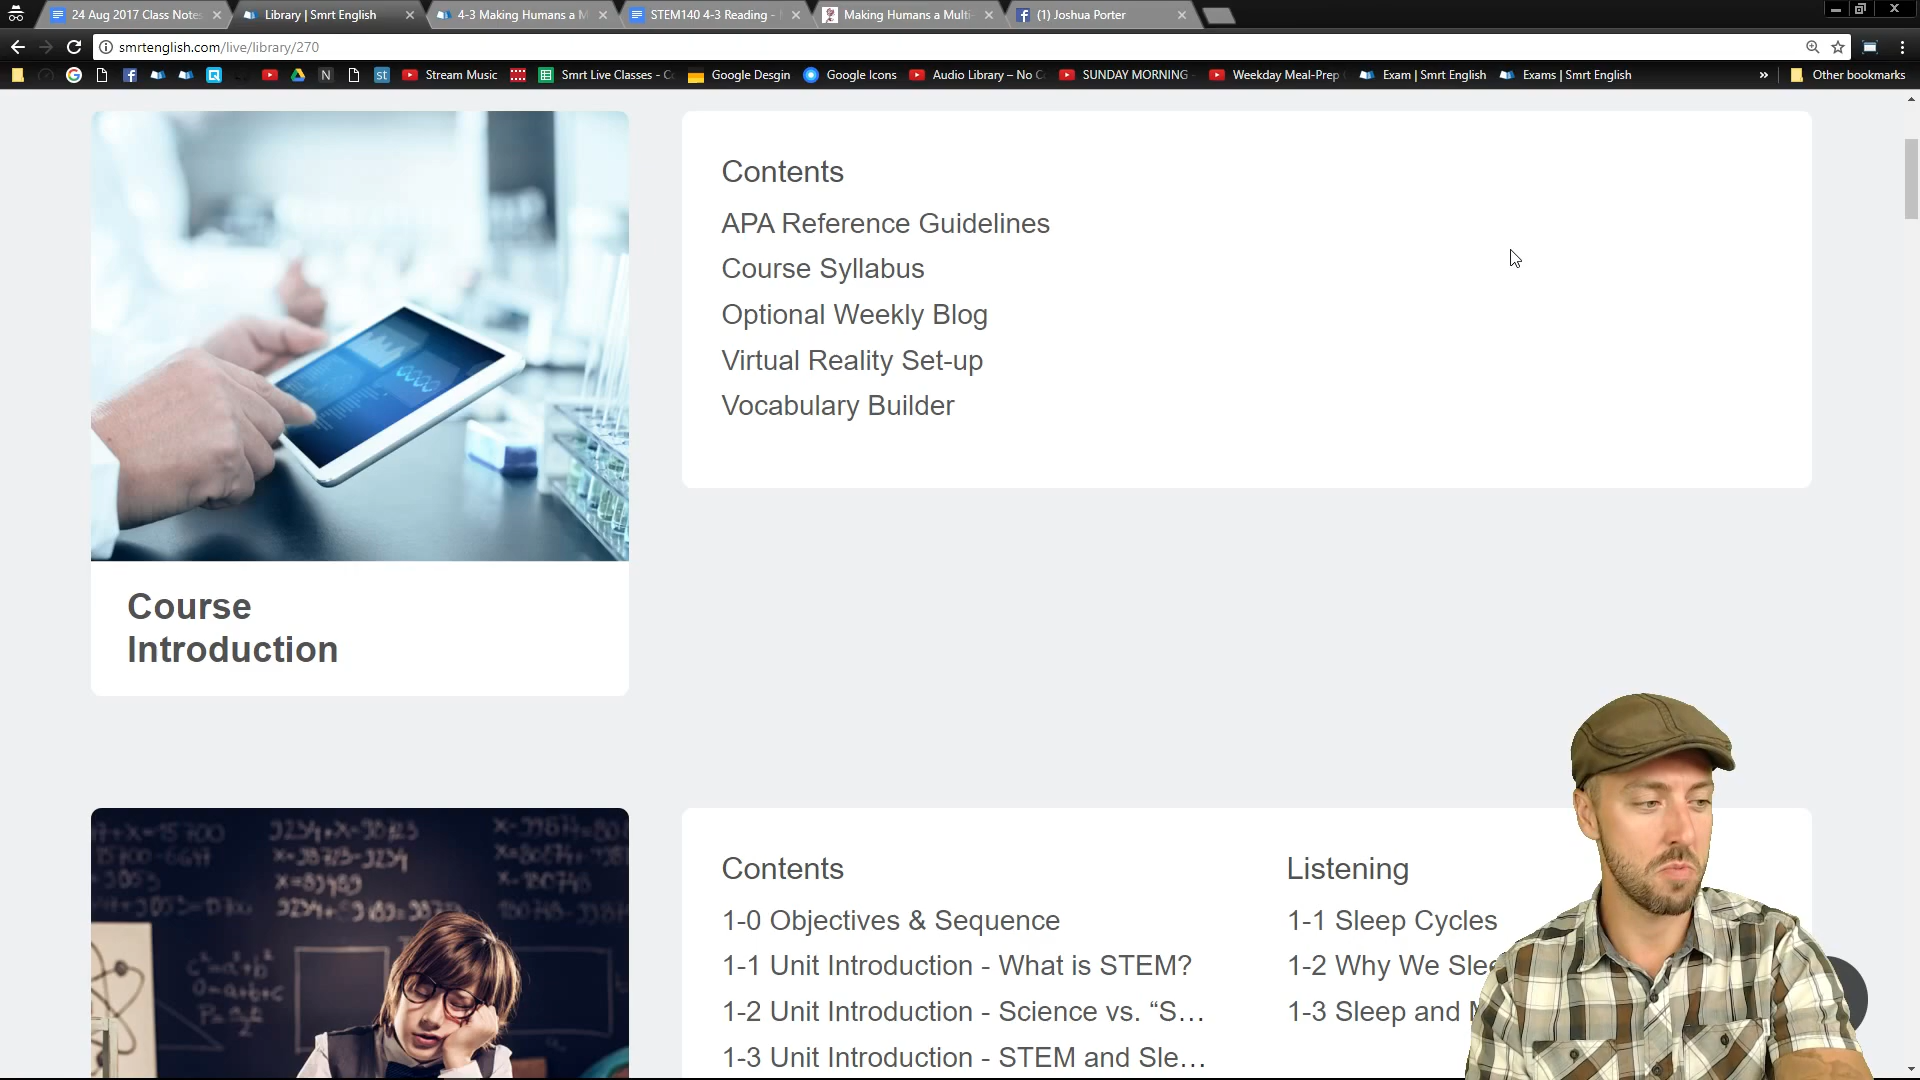 24 Aug 2017 Class Notes
Library | Smrt English
4-3 Making Humans a M
STEM140 4-3 Reading -
Making Humans a Multi-
(1) Joshua Porter
smrtenglish.com/live/library/270
Stream Music
Smrt Live Classes - C
Google Desgin
Google Icons
Audio Library – No C
SUNDAY MORNING
Weekday Meal-Prep
Exam | Smrt English
Exams | Smrt English
Other bookmarks
Contents
APA Reference Guidelines
Course Syllabus
Optional Weekly Blog
Virtual Reality Set-up
Vocabulary Builder
Course
Introduction
Contents
1-0 Objectives & Sequence
1-1 Unit Introduction - What is STEM?
1-2 Unit Introduction - Science vs. “S...
1-3 Unit Introduction - STEM and Sle...
Listening
1-1 Sleep Cycles
1-2 Why We Slee
1-3 Sleep and